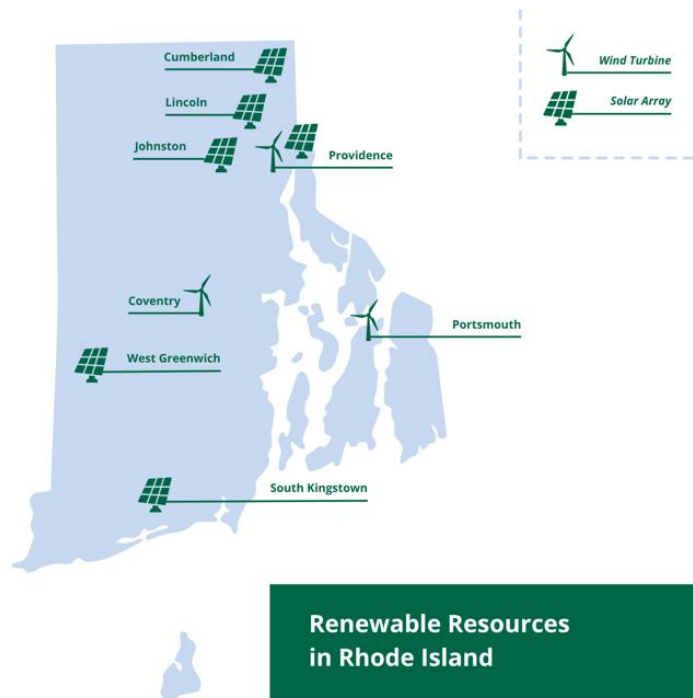 Cumberland
Lincoln
Johnston
Providence
Coventry
Portsmouth
West Greenwich
South Kingstown
Wind Turbine
Solar Array
Renewable Resources
in Rhode Island